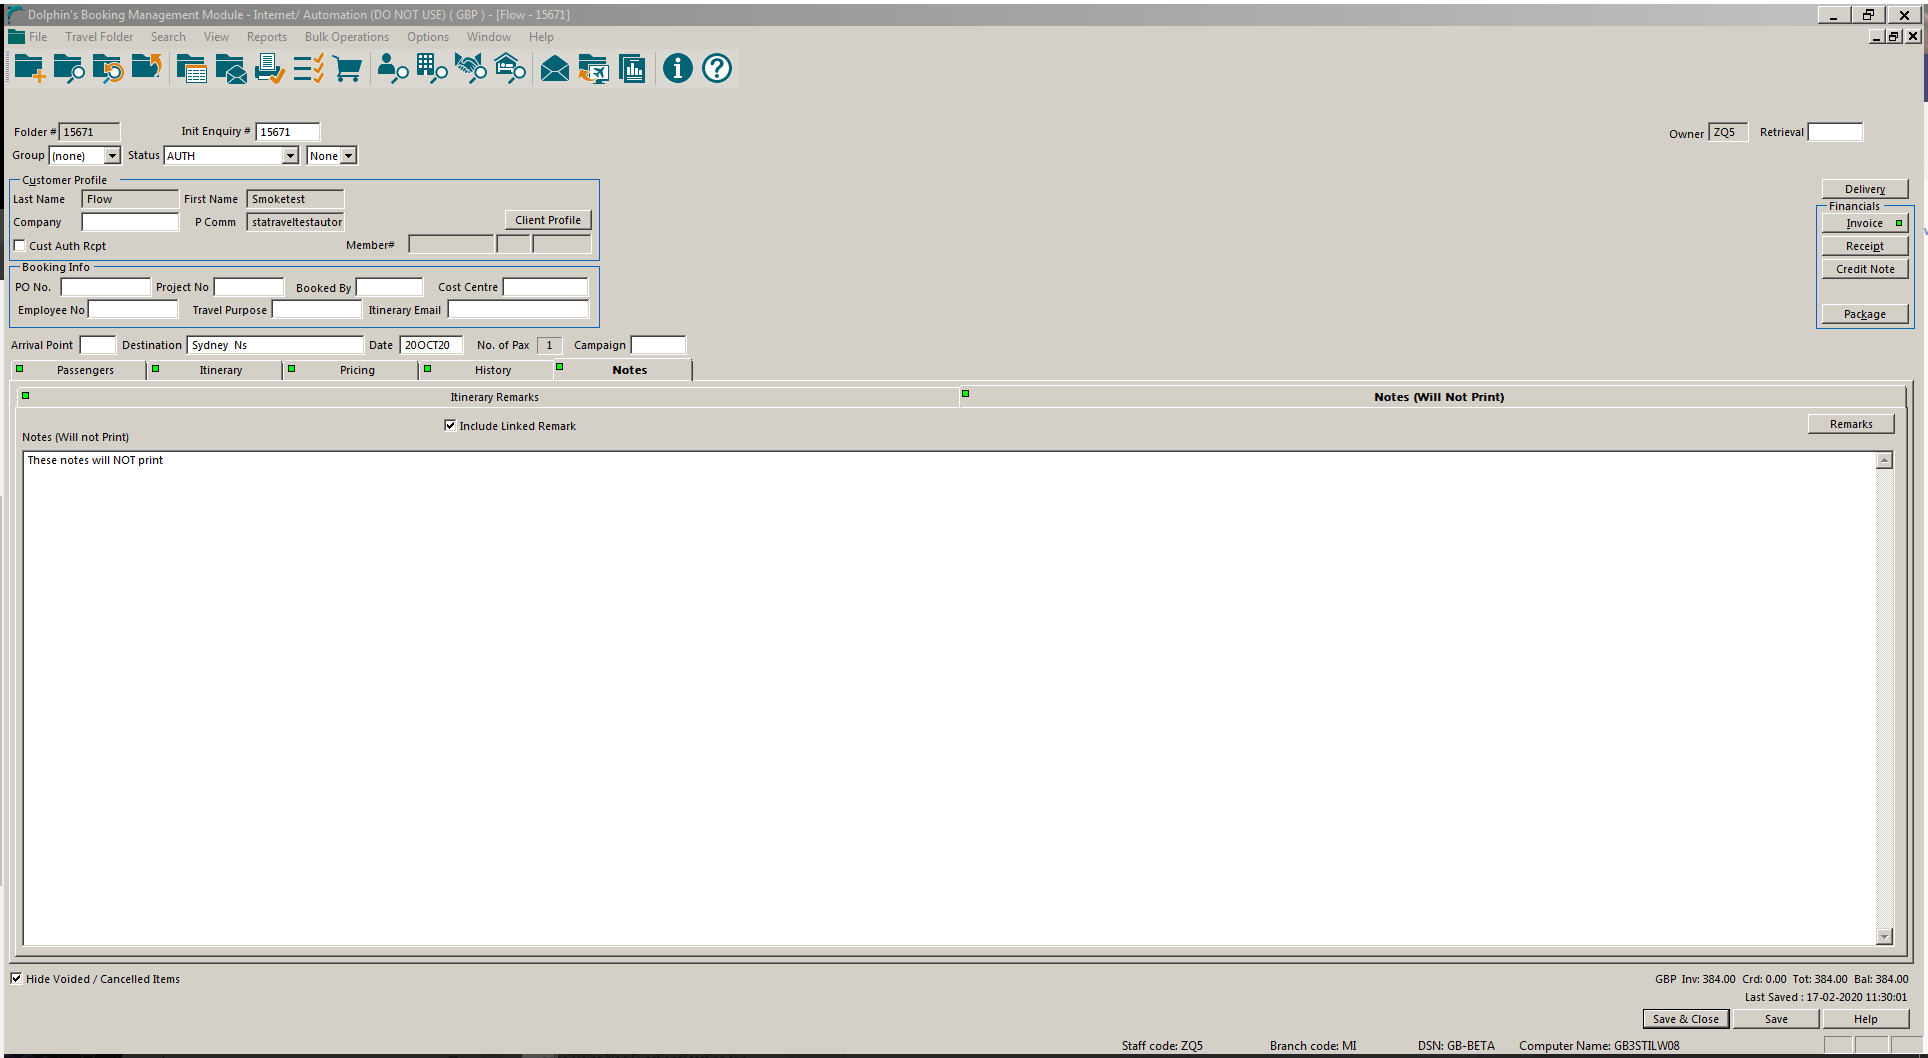 Dolphin's Booking Management Module - Internet/ Automation (DO NOT USE) ( GBP ) - [Flow - 15671]
File Travel Folder Search View Reports Bulk Operations Options Window Help
Folder # 15671 Init Enquiry # 15671 Owner ZQ5 Retrieval
Group (none) Status AUTH None
Customer Profile
Last Name Flow First Name Smoketest
Company P Comm statraveltestautor Client Profile
Cust Auth Rcpt Member#
Delivery
Financials
Invoice
Receipt
Credit Note
Package
Booking Info
PO No. Project No Booked By Cost Centre
Employee No Travel Purpose Itinerary Email
Arrival Point Destination Sydney Ns Date 20OCT20 No. of Pax 1 Campaign
Passengers Itinerary Pricing History Notes
Itinerary Remarks Notes (Will Not Print)
Include Linked Remark Remarks
Notes (Will not Print)
These notes will NOT print
Hide Voided / Cancelled Items GBP Inv: 384.00 Crd: 0.00 Tot: 384.00 Bal: 384.00
Last Saved : 17-02-2020 11:30:01
Save & Close Save Help
Staff code: ZQ5 Branch code: MI DSN: GB-BETA Computer Name: GB3STILW08